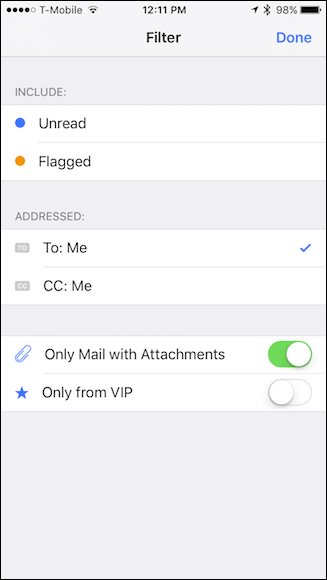 T-Mobile 12:11 PM 98%
Filter Done
INCLUDE:
Unread
Flagged
ADDRESSED:
TO To: Me
CC CC: Me
Only Mail with Attachments
Only from VIP